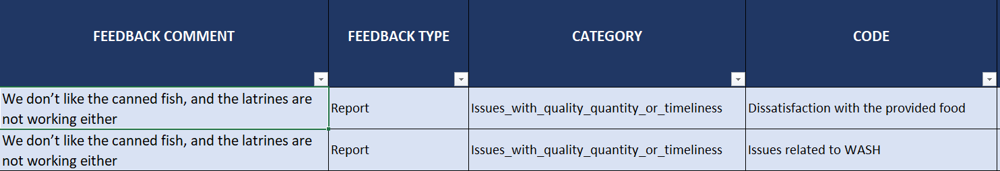 FEEDBACK COMMENT FEEDBACK TYPE CATEGORY CODE
We don’t like the canned fish, and the latrines are
not working either
Report Issues_with_quality_quantity_or_timeliness Dissatisfaction with the provided food
We don’t like the canned fish, and the latrines are
not working either
Report Issues_with_quality_quantity_or_timeliness Issues related to WASH